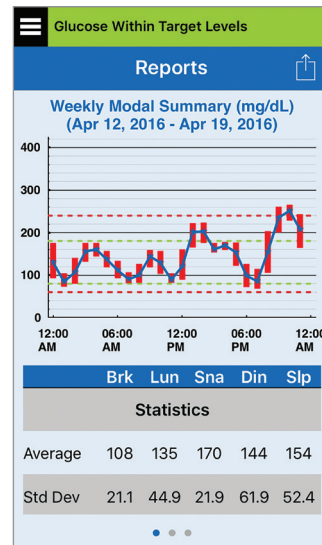 Glucose Within Target Levels
Reports
Weekly Modal Summary (mg/dL)
(Apr 12, 2016 - Apr 19, 2016)
400
300
200
100
0
12:00 06:00 12:00 06:00 12:00
AM AM PM PM AM
Brk Lun Sna Din Slp
Statistics
Average 108 135 170 144 154
Std Dev 21.1 44.9 21.9 61.9 52.4